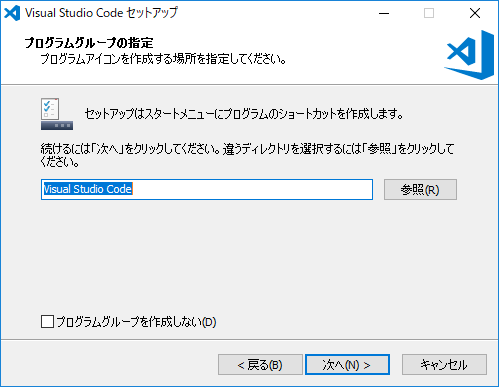 Visual Studio Code セットアップ
プログラムグループの指定
プログラムアイコンを作成する場所を指定してください。
セットアップはスタートメニューにプログラムのショートカットを作成します。
続けるには「次へ」をクリックしてください。違うディレクトリを選択するには「参照」をクリックして
ください。
Visual Studio Code
参照(R)
プログラムグループを作成しない(D)
< 戻る(B)
次へ(N) >
キャンセル